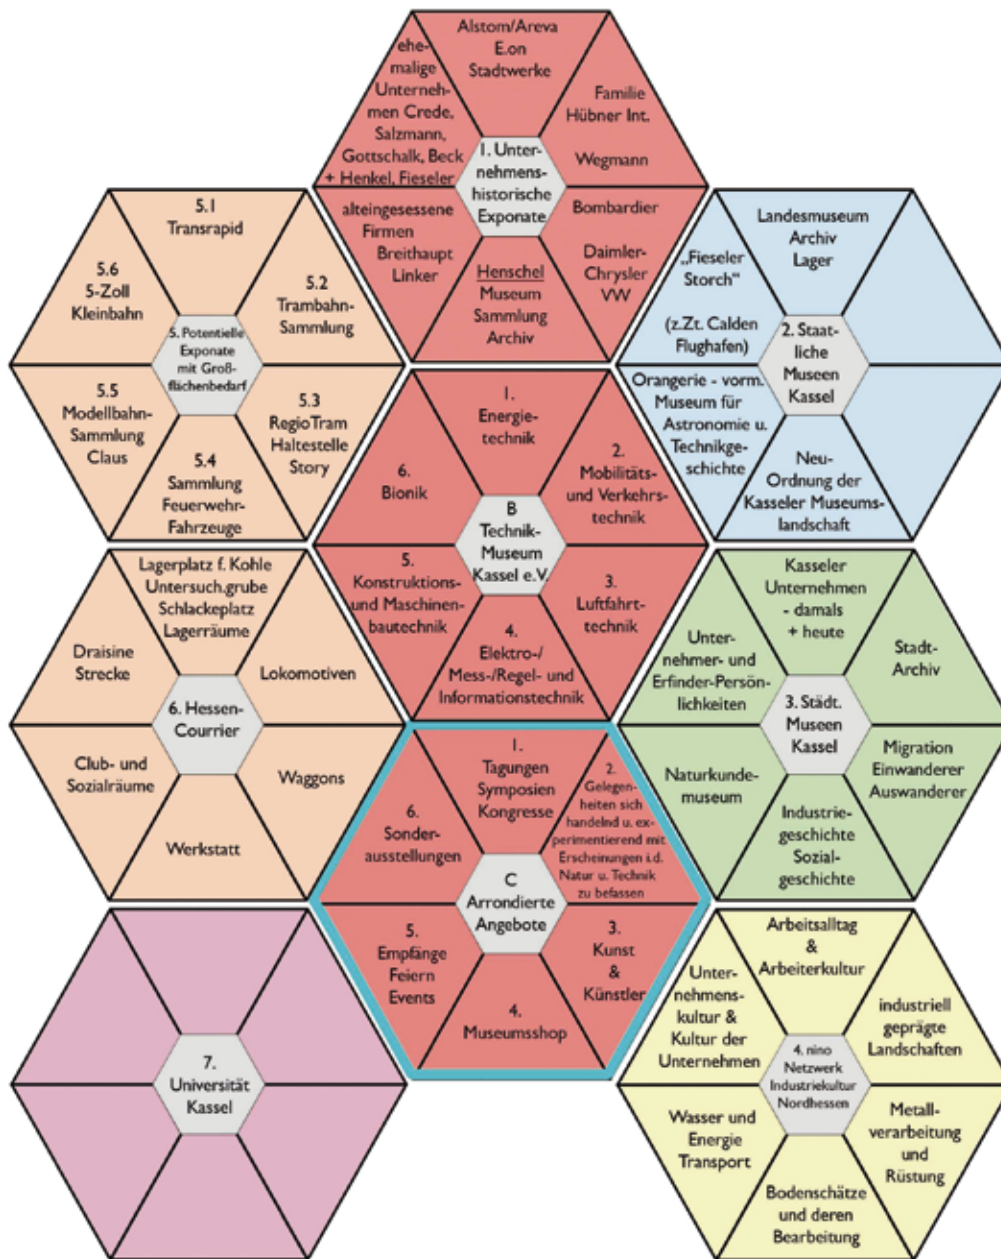 Alstom/Areva
E.on
Stadtwerke
Familie
Hübner Int.
Wegmann
Bombardier
Daimler-
Chrysler
VW
Henschel
Museum
Sammlung
Archiv
alteingesessene
Firmen
Breithaupt
Linker
ehe-
malige
Unterneh-
men Crede,
Salzmann,
Gottschalk, Beck
+ Henkel, Fieseler
1. Unter-
nehmens-
historische
Exponate
5.1
Transrapid
5.2
Trambahn-
Sammlung
5.3
RegioTram
Haltestelle
Story
5.4
Sammlung
Feuerwehr-
Fahrzeuge
5.5
Modellbahn-
Sammlung
Claus
5.6
5-Zoll
Kleinbahn
5. Potentielle
Exponate
mit Groß-
flächenbedarf
Landesmuseum
Archiv
Lager
„Fieseler
Storch“
(z.Zt. Calden
Flughafen)
Orangerie - vorm.
Museum für
Astronomie u.
Technikge-
schichte
Neu-
Ordnung der
Kasseler Museums-
landschaft
2. Staat-
liche
Museen
Kassel
1.
Energie-
technik
2.
Mobilitäts-
und Verkehrs-
technik
3.
Luftfahrt-
technik
4.
Elektro-/
Mess-/Regel- und
Informationstechnik
5.
Konstruktions-
und Maschinen-
bautechnik
6.
Bionik
B
Technik-
Museum
Kassel e.V.
Lagerplatz f. Kohle
Untersuch.grube
Schlackeplatz
Lagerräume
Lokomotiven
Waggons
Werkstatt
Club- und
Sozialräume
Draisine
Strecke
6. Hessen-
Courrier
Kasseler
Unternehmen
- damals
+ heute
Stadt-
Archiv
Migration
Einwanderer
Auswanderer
Industrie-
geschichte
Sozial-
geschichte
Naturkunde-
museum
Unter-
nehmer- und
Erfinder-Persön-
lichkeiten
3. Städt.
Museen
Kassel
1.
Tagungen
Symposien
Kongresse
2.
Gelegen-
heiten sich
handelnd u. ex-
perimentierend mit
Erscheinungen i.d.
Natur u. Technik
zu befassen
3.
Kunst
&
Künstler
4.
Museumsshop
5.
Empfänge
Feiern
Events
6.
Sonder-
ausstellungen
C
Arrondierte
Angebote
7.
Universität
Kassel
Arbeitsalltag
&
Arbeiterkultur
industriell
geprägte
Landschaften
Metall-
verarbeitung
und
Rüstung
Bodenschätze
und deren
Bearbeitung
Wasser und
Energie
Transport
Unter-
nehmens-
kultur &
Kultur der
Unternehmen
4. nino
Netzwerk
Industriekultur
Nordhessen